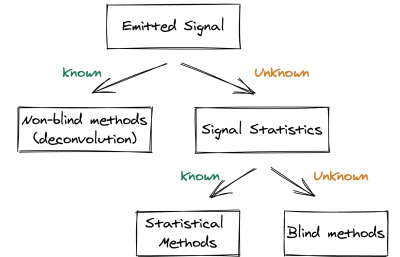 Emitted Signal
Known
Unknown
Non-blind methods
(deconvolution)
Signal Statistics
Known
Unknown
Statistical
Methods
Blind methods